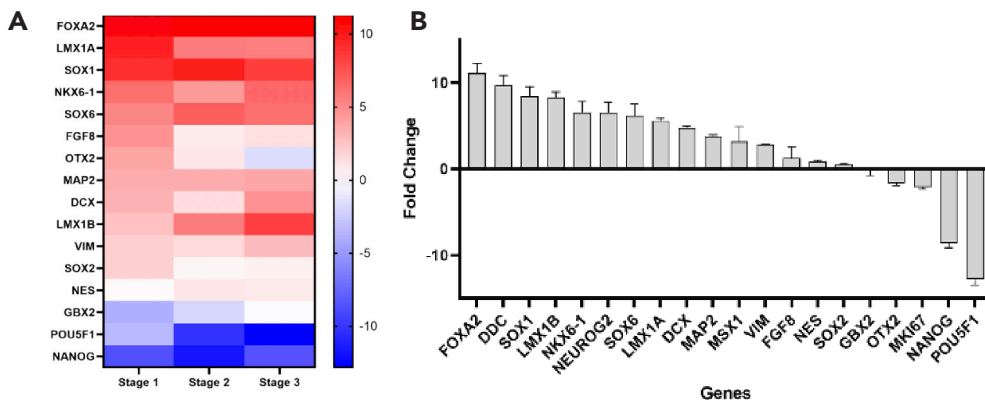 A
FOXA2
LMX1A
SOX1
NKX6-1
SOX6
FGF8
OTX2
MAP2
DCX
LMX1B
VIM
SOX2
NES
GBX2
POU5F1
NANOG
Stage 1 Stage 2 Stage 3
10
5
0
-5
-10
B
Fold Change
10
0
-10
FOXA2
DDC
SOX1
LMX1B
NKX6-1
NEUROG2
SOX6
LMX1A
DCX
MAP2
MSX1
VIM
FGF8
NES
SOX2
GBX2
OTX2
MKI67
NANOG
POU5F1
Genes